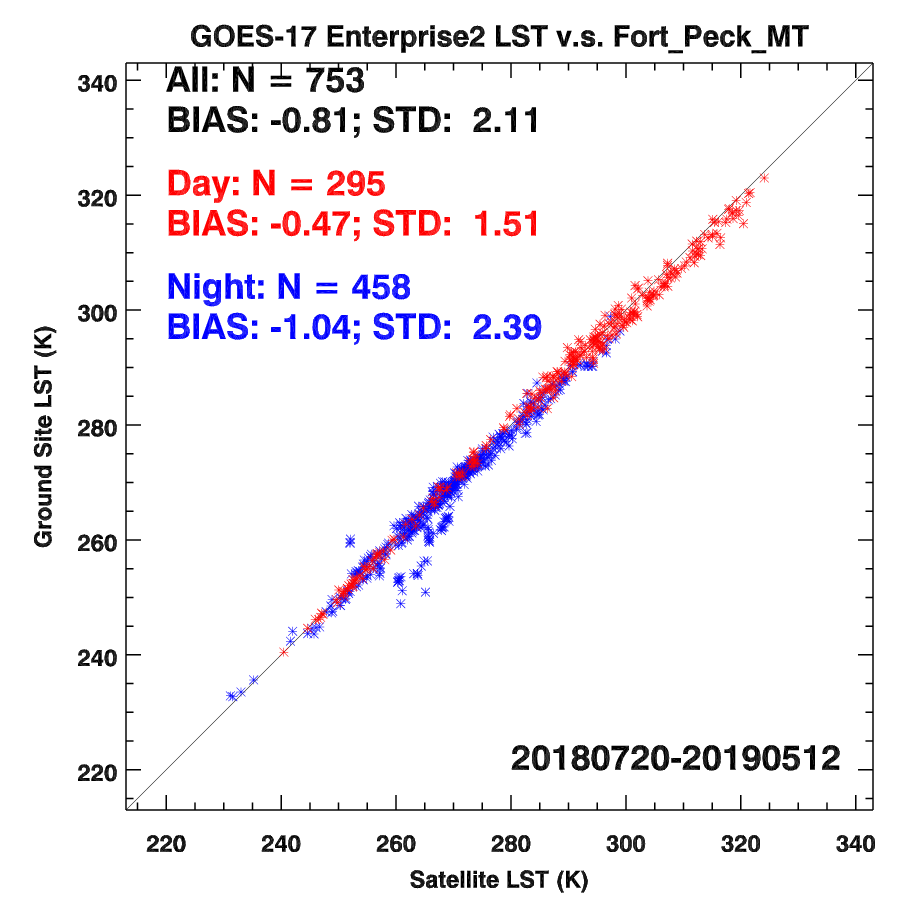 GOES-17 Enterprise2 LST v.s. Fort_Peck_MT
All: N = 753
BIAS: -0.81; STD: 2.11
Day: N = 295
BIAS: -0.47; STD: 1.51
Night: N = 458
BIAS: -1.04; STD: 2.39
340
320
300
280
260
240
220
Ground Site LST (K)
20180720-20190512
220 240 260 280 300 320 340
Satellite LST (K)